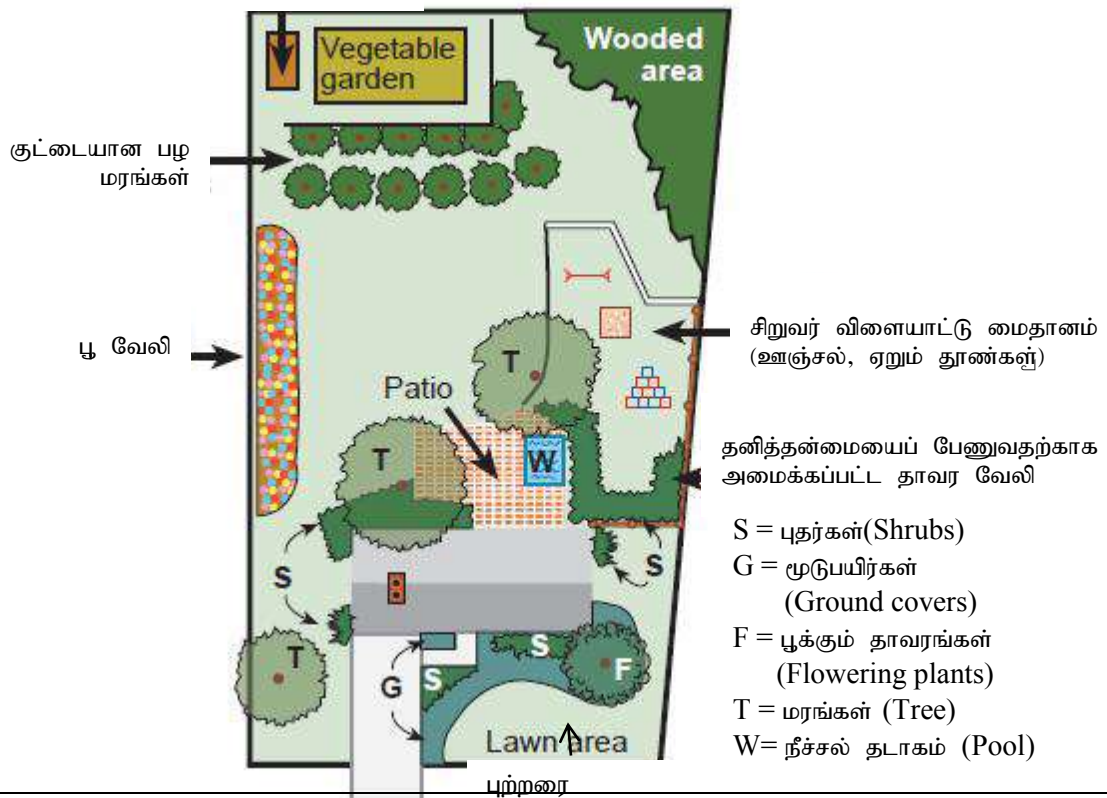 Vegetable
garden
Wooded
area
குட்டையான பழ
மரங்கள்
பூ வேலி
சிறுவர் விளையாட்டு மைதானம்
(ஊஞ்சல், ஏறும் தூண்கள்)
T
Patio
T
W
தனித்தன்மையைப் பேணுவதற்காக
அமைக்கப்பட்ட தாவர வேலி
S
S
T
G
S
S
F
Lawn area
புற்றரை
S = புதர்கள்(Shrubs)
G = மூடுபயிர்கள்
(Ground covers)
F = பூக்கும் தாவரங்கள்
(Flowering plants)
T = மரங்கள் (Tree)
W= நீச்சல் தடாகம் (Pool)